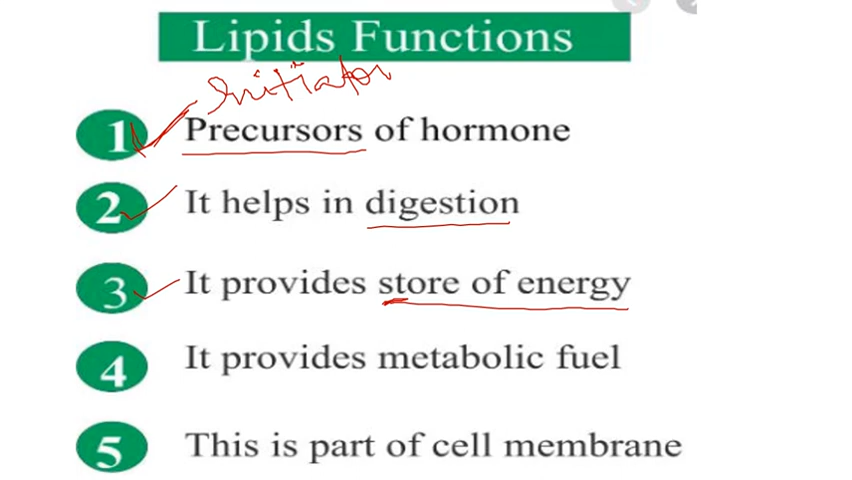 Lipids Functions
Initiator
1 Precursors of hormone
2 It helps in digestion
3 It provides store of energy
4 It provides metabolic fuel
5 This is part of cell membrane